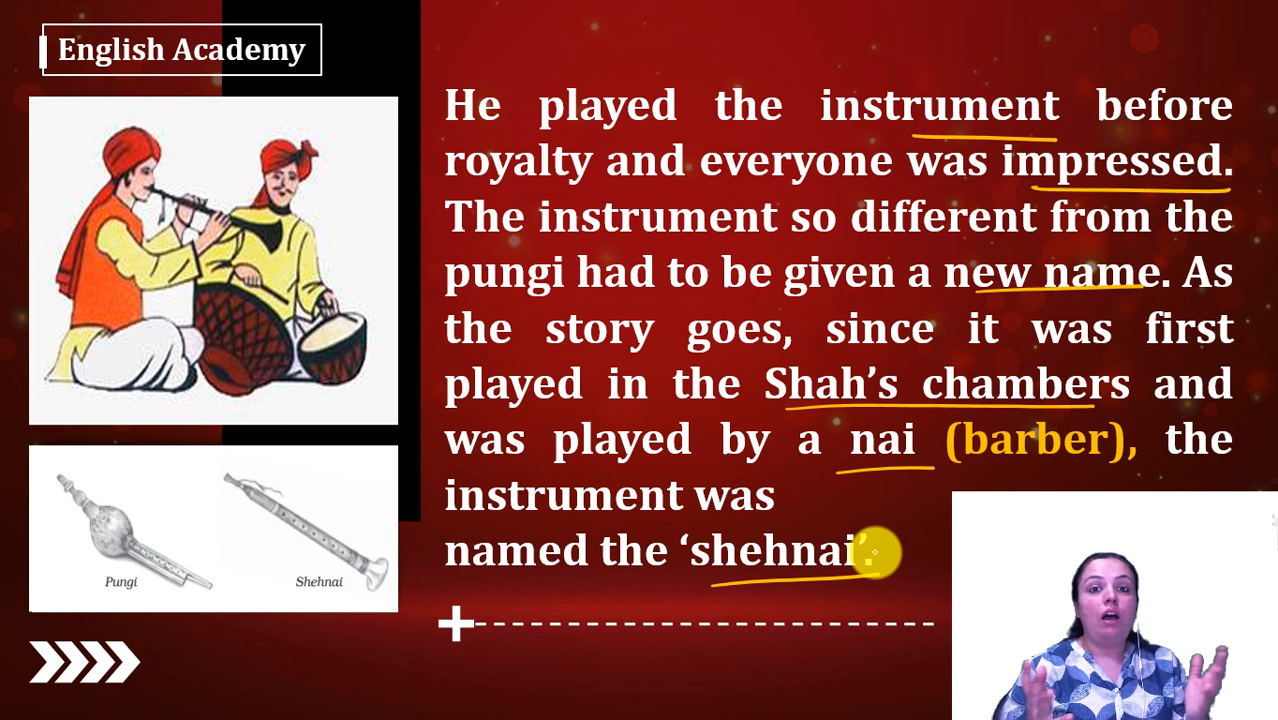 English Academy
He played the instrument before
royalty and everyone was impressed.
The instrument so different from the
pungi had to be given a new name. As
the story goes, since it was first
played in the Shah’s chambers and
was played by a nai (barber), the
instrument was
named the ‘shehnai’.
Pungi
Shehnai